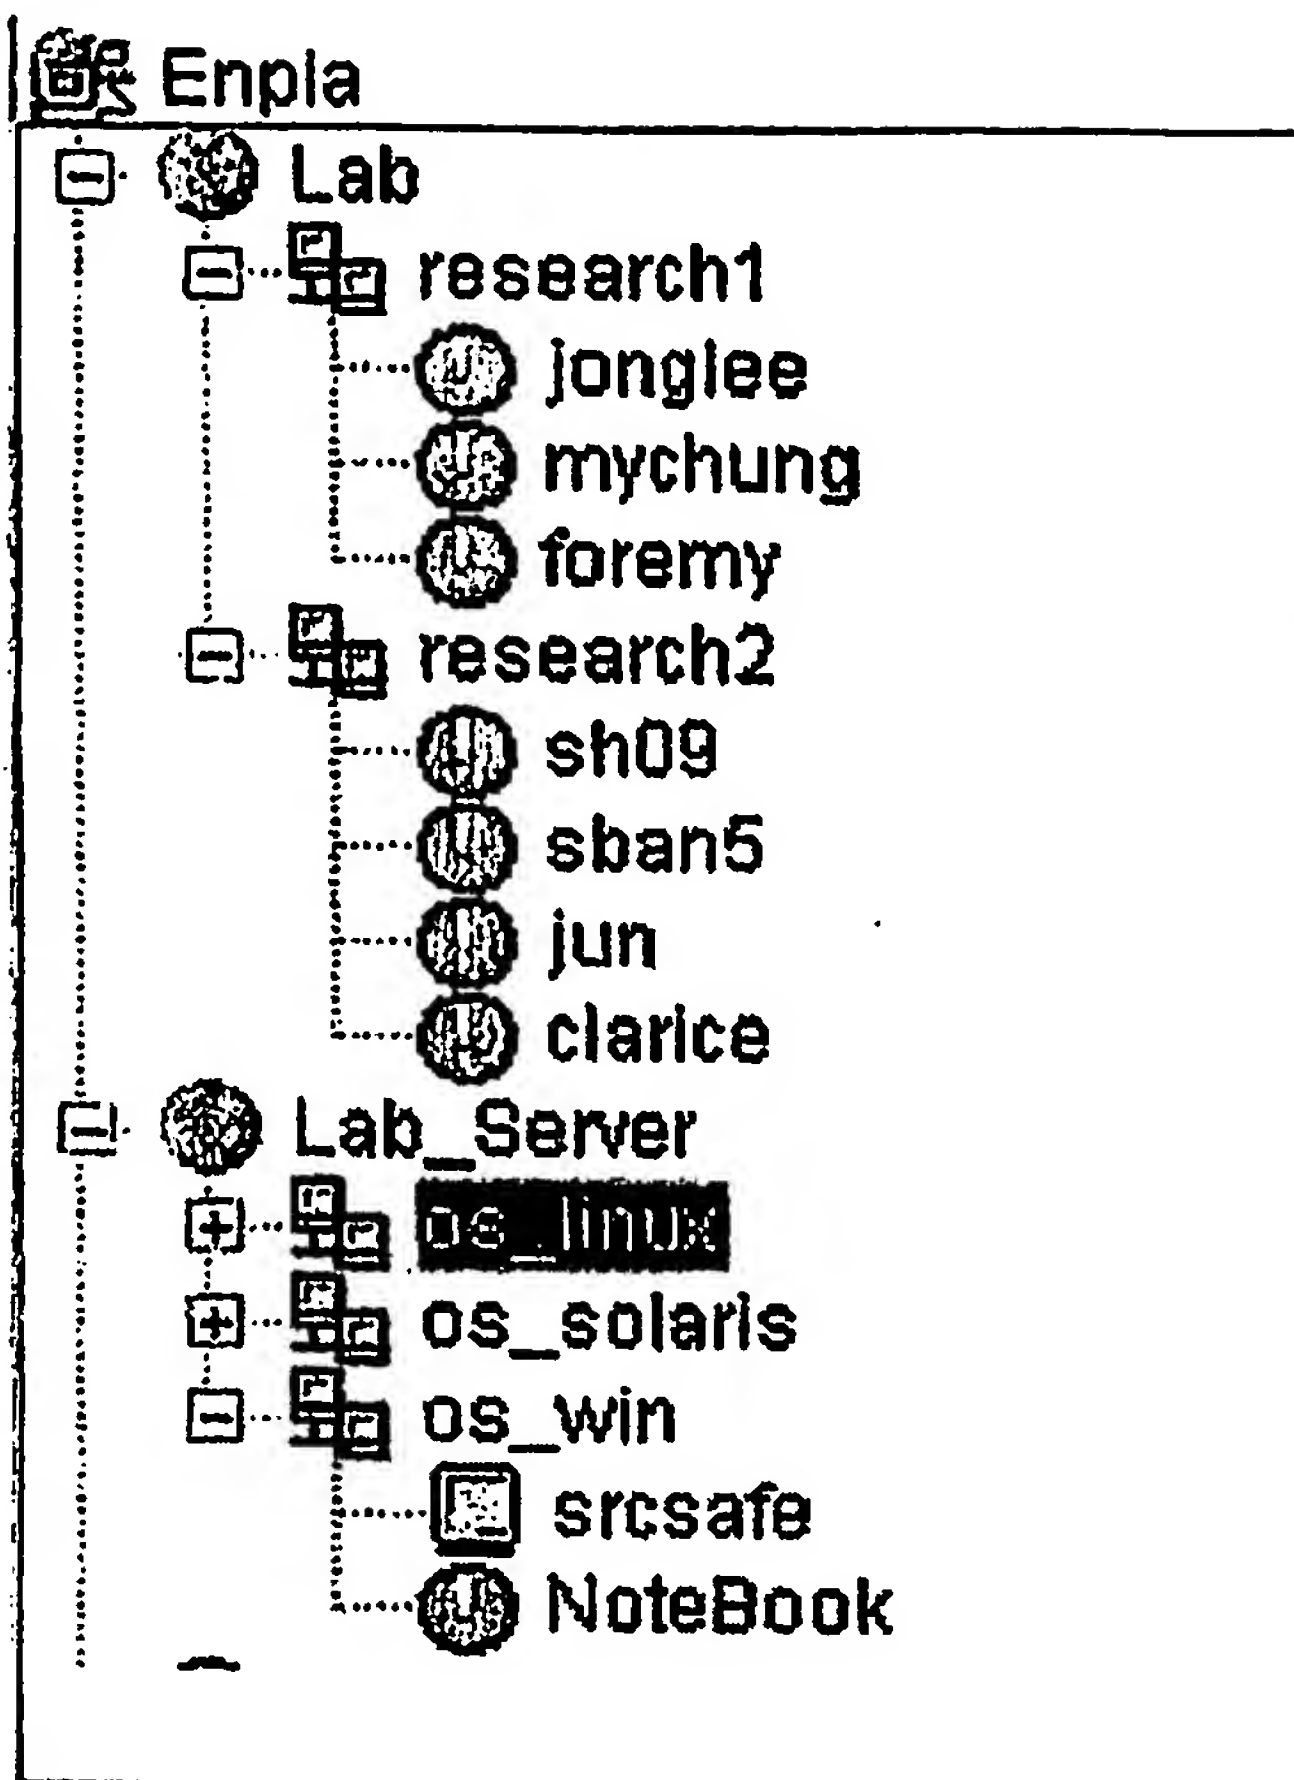 Enpla
Lab
research1
jonglee
mychung
foremy
research2
sh09
sban5
jun
clarice
Lab_Server
os_linux
os_solaris
os_win
srcsafe
NoteBook